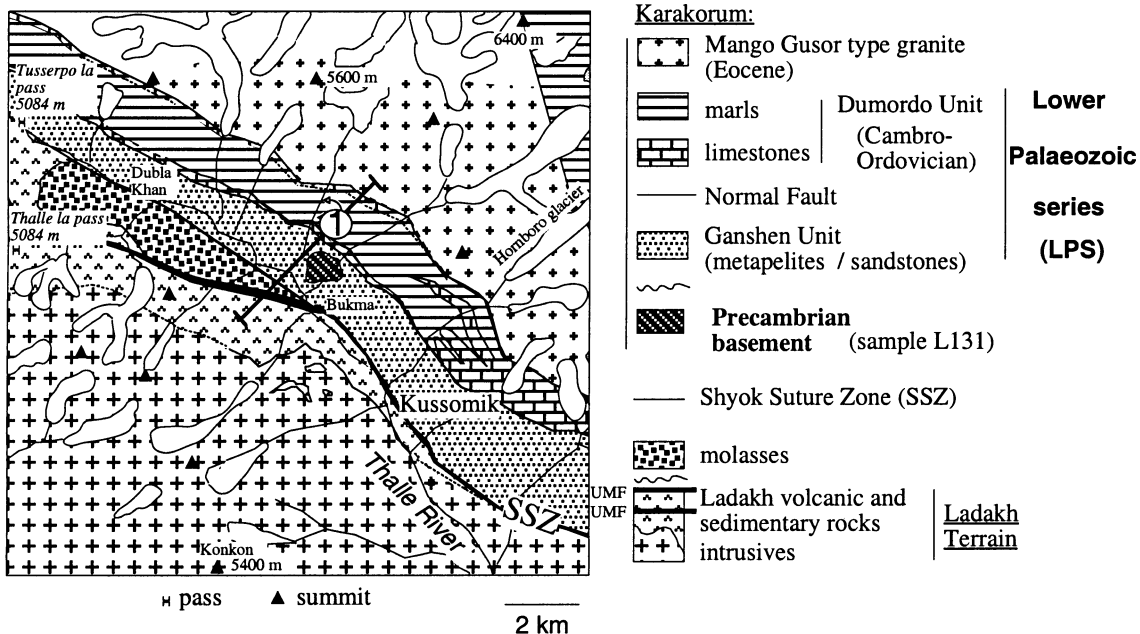 6400 m
5600 m
Tusserpo la
pass
5084 m
Dubla
Khan
Thalle la pass
5084 m
1
Hornboro glacier
Bukma
Kussomik
Thalle River
SSZ
Konkon
5400 m
pass
summit
2 km
Karakorum:
Mango Gusor type granite
(Eocene)
marls
limestones
Dumordo Unit
(Cambro-
Ordovician)
Lower
Palaeozoic
series
(LPS)
Normal Fault
Ganshen Unit
(metapelites / sandstones)
Precambrian
basement (sample L131)
Shyok Suture Zone (SSZ)
molasses
UMF
UMF
Ladakh volcanic and
sedimentary rocks
intrusives
Ladakh
Terrain